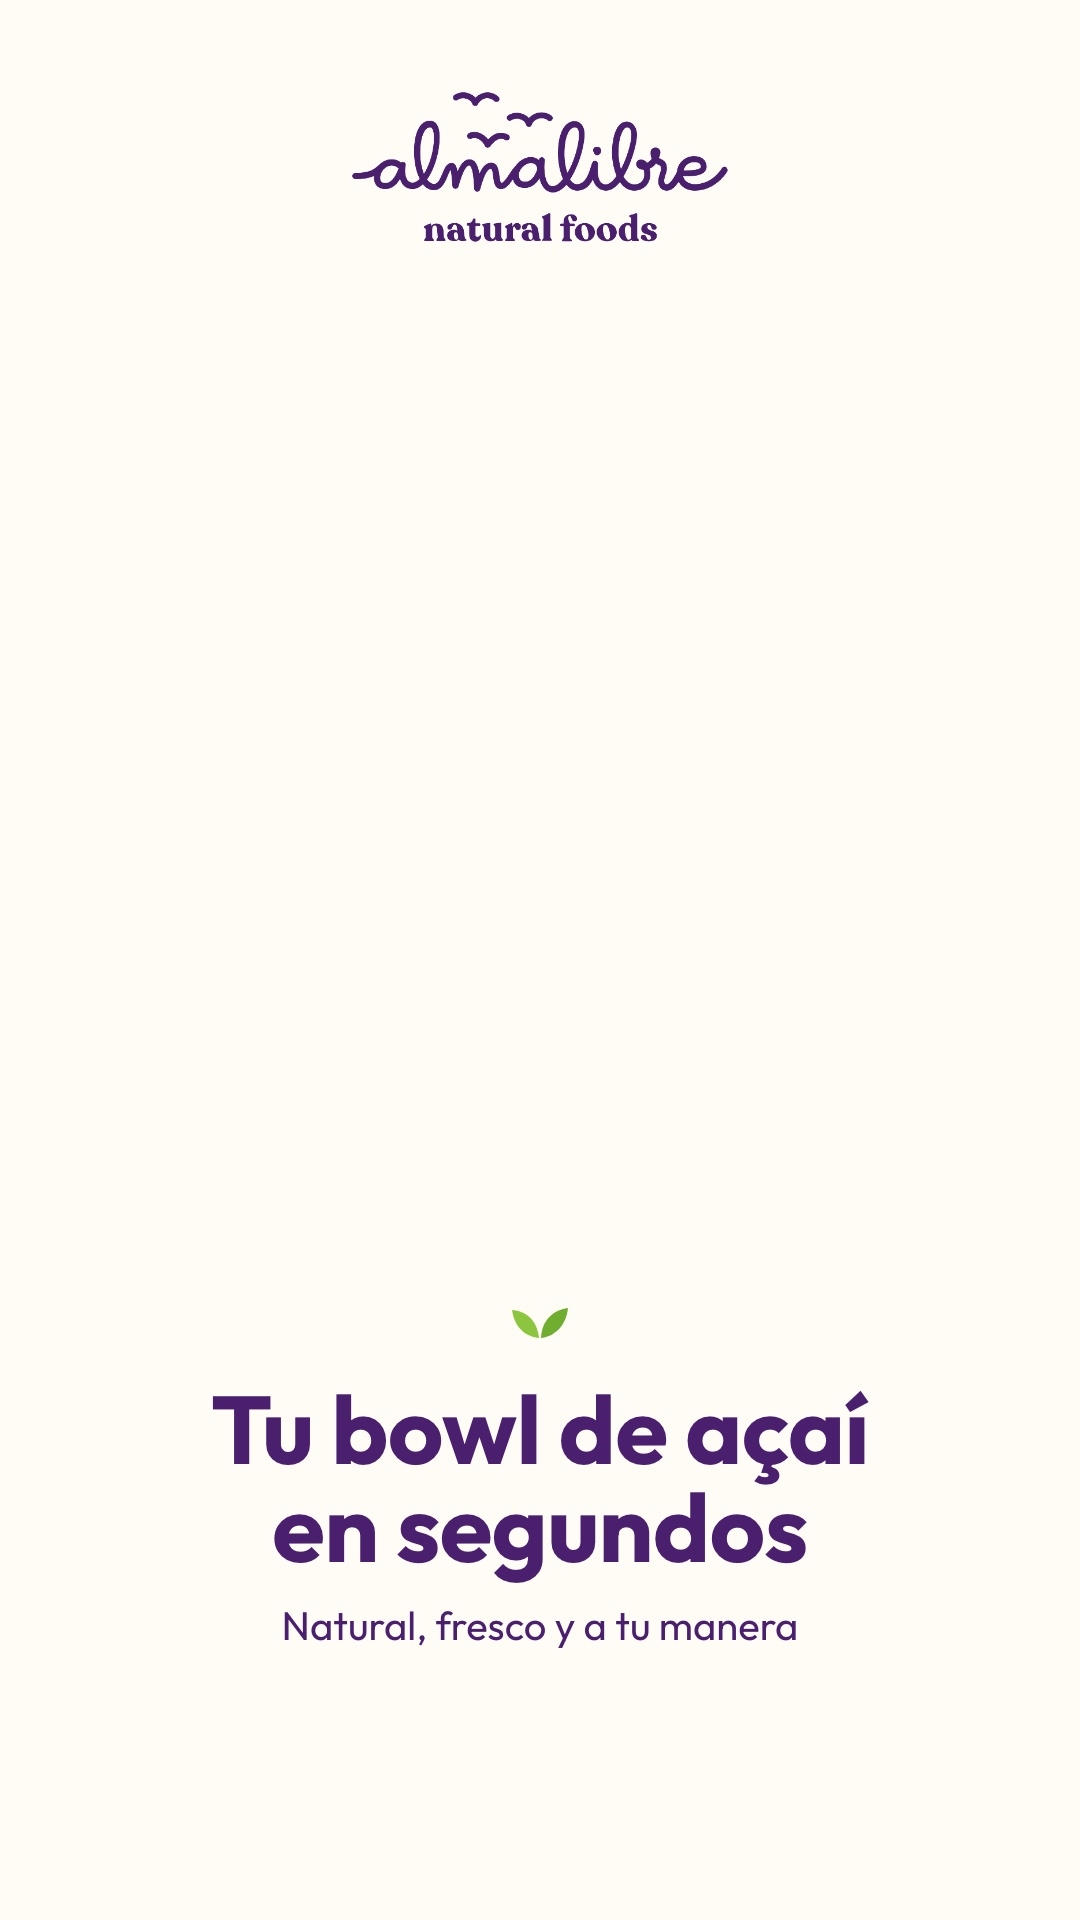 almalibre
natural foods
Tu bowl de açaí
en segundos
Natural, fresco y a tu manera